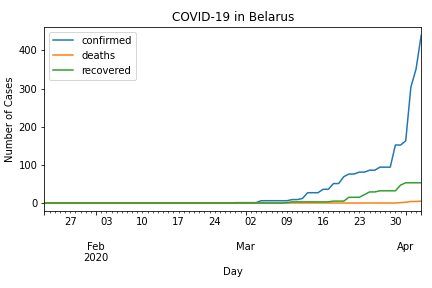 COVID-19 in Belarus
confirmed
deaths
recovered
Number of Cases
400
300
200
100
0
27 03 10 17 24 02 09 16 23 30
Feb Mar Apr
2020
Day